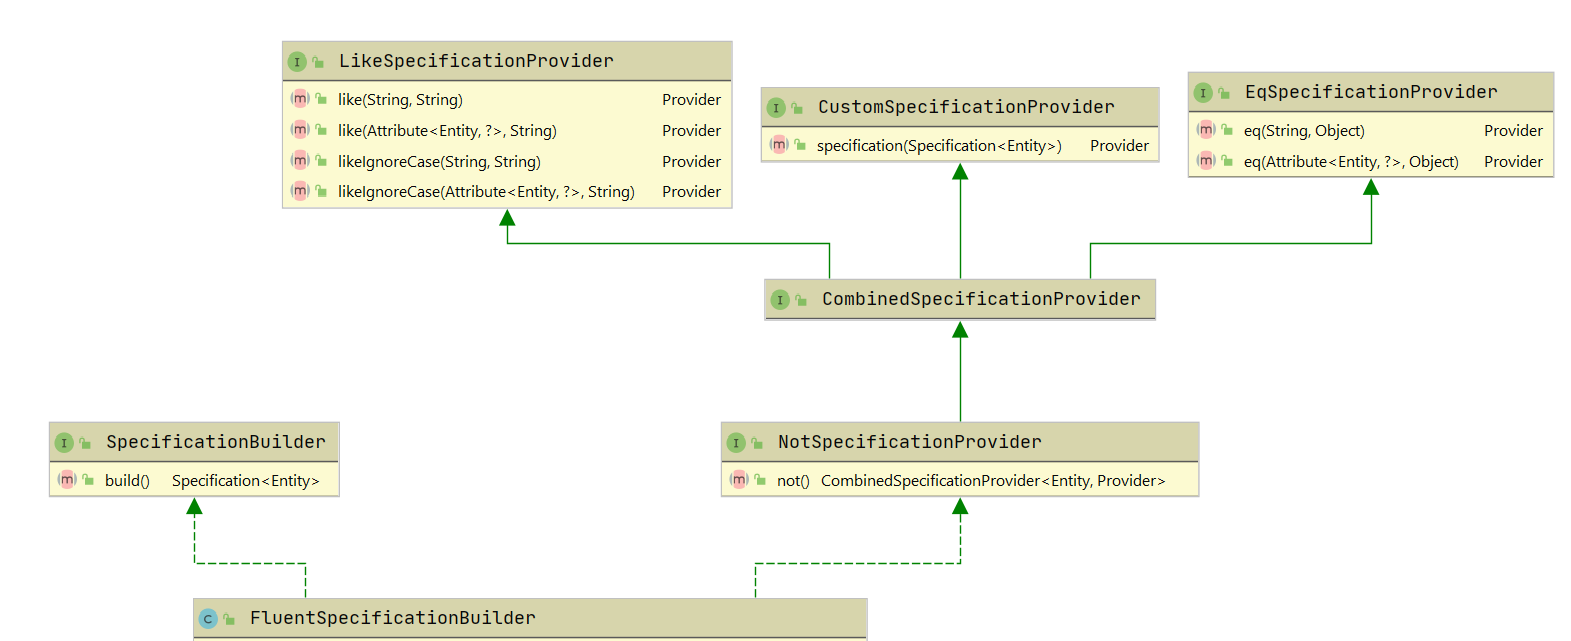 I LikeSpecificationProvider
m like(String, String) Provider
m like(Attribute<Entity, ?>, String) Provider
m likeIgnoreCase(String, String) Provider
m likeIgnoreCase(Attribute<Entity, ?>, String) Provider
I CustomSpecificationProvider
m specification(Specification<Entity>) Provider
I EqSpecificationProvider
m eq(String, Object) Provider
m eq(Attribute<Entity, ?>, Object) Provider
I CombinedSpecificationProvider
I SpecificationBuilder
m build() Specification<Entity>
I NotSpecificationProvider
m not() CombinedSpecificationProvider<Entity, Provider>
C FluentSpecificationBuilder